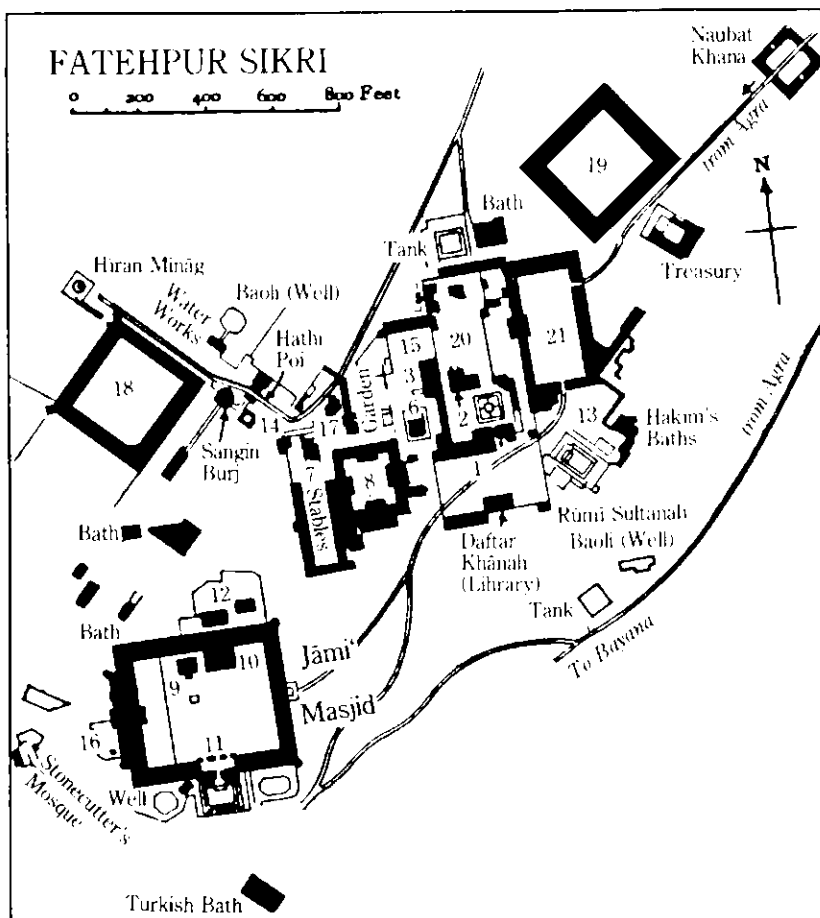 FATEHPUR SIKRI
0 200 400 600 800 Feet
Naubat
Khana
from Agra
N
19
Bath
Tank
Treasury
Hiran Mināg
Water
Works
Baoli (Well)
Hathi
Pol
18
Sangin
Burj
14
17
Garden
15
3
6
20
2
21
13
Hakim's
Baths
from Agra
7
Stables
8
1
Daftar
Khānah
(Library)
Rūmī Sultanah
Baoli (Well)
Tank
To Bayana
Bath
Bath
12
Jāmi‘
Masjid
10
9
11
16
Stonecutter's
Mosque
Well
Turkish Bath